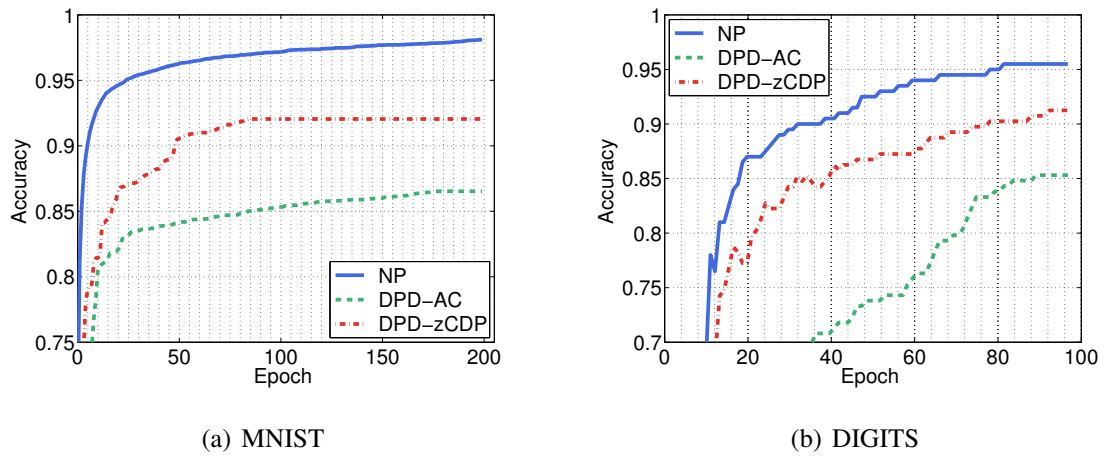 1
0.95
0.9
0.85
0.8
0.75
Accuracy
0
50
100
150
200
Epoch
NP
DPD-AC
DPD-zCDP
(a) MNIST
1
0.95
0.9
0.85
0.8
0.75
0.7
Accuracy
0
20
40
60
80
100
Epoch
NP
DPD-AC
DPD-zCDP
(b) DIGITS